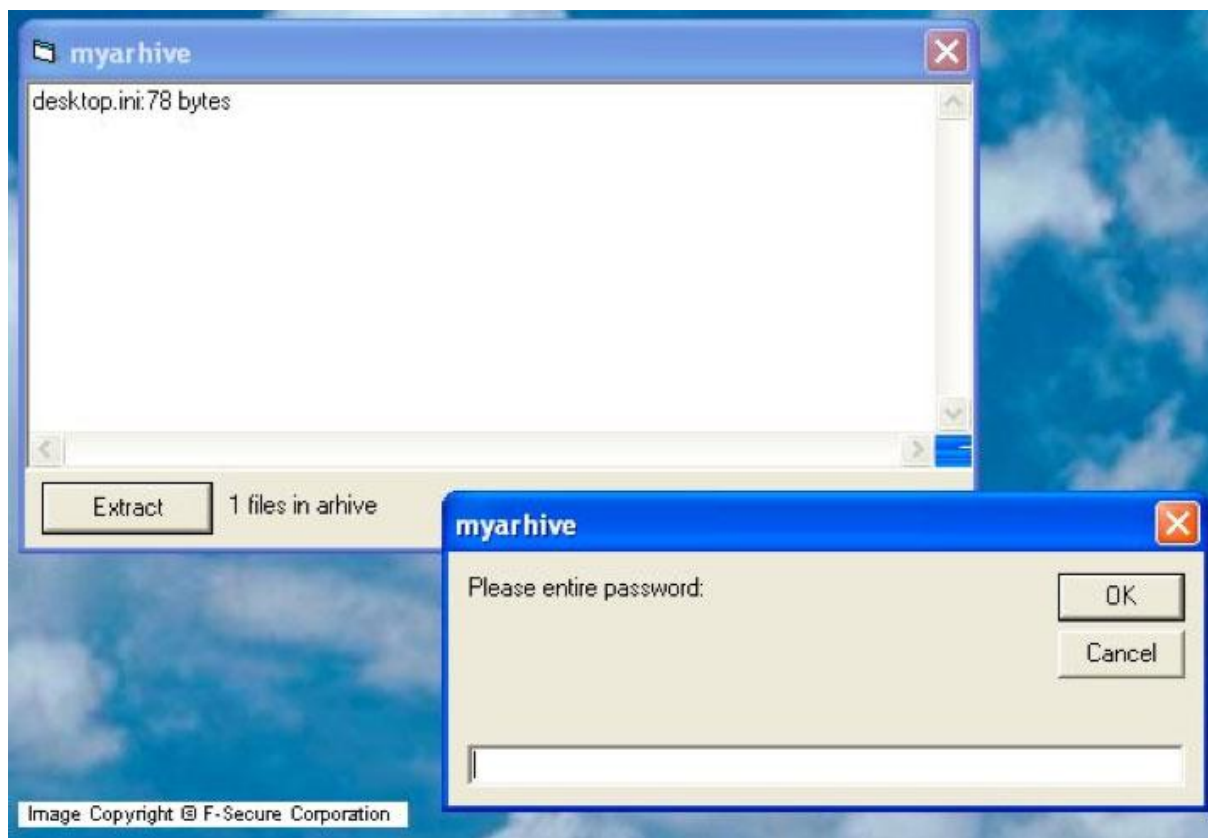 myarhive
desktop.ini:78 bytes
Extract
1 files in arhive
myarhive
Please entire password:
OK
Cancel
Image Copyright © F-Secure Corporation